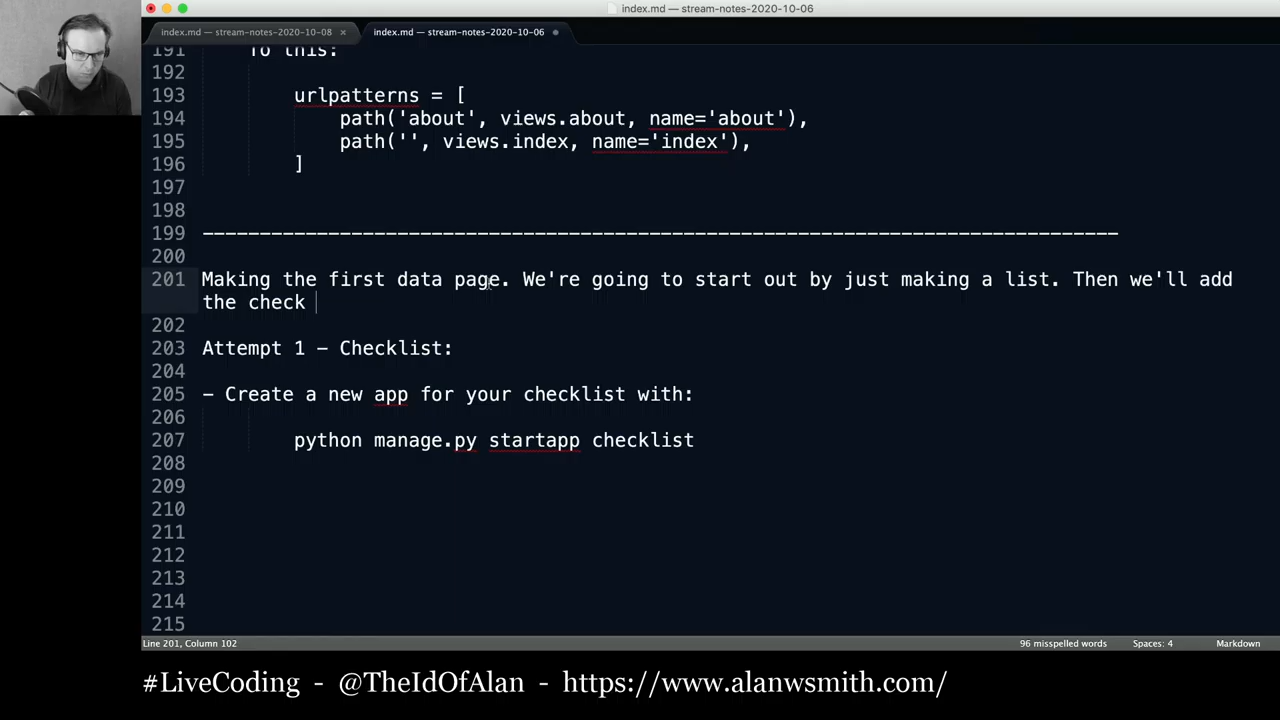 index.md — stream-notes-2020-10-06
index.md — stream-notes-2020-10-08 ×
index.md — stream-notes-2020-10-06
191 To this:
192
193 urlpatterns = [
194 path('about', views.about, name='about'),
195 path('', views.index, name='index'),
196 ]
197
198
199 --------------------------------------------------------------------------------
200
201 Making the first data page. We're going to start out by just making a list. Then we'll add
the check
202
203 Attempt 1 - Checklist:
204
205 - Create a new app for your checklist with:
206
207 python manage.py startapp checklist
208
209
210
211
212
213
214
215
Line 201, Column 102 96 misspelled words Spaces: 4 Markdown
#LiveCoding - @TheIdOfAlan - https://www.alanwsmith.com/